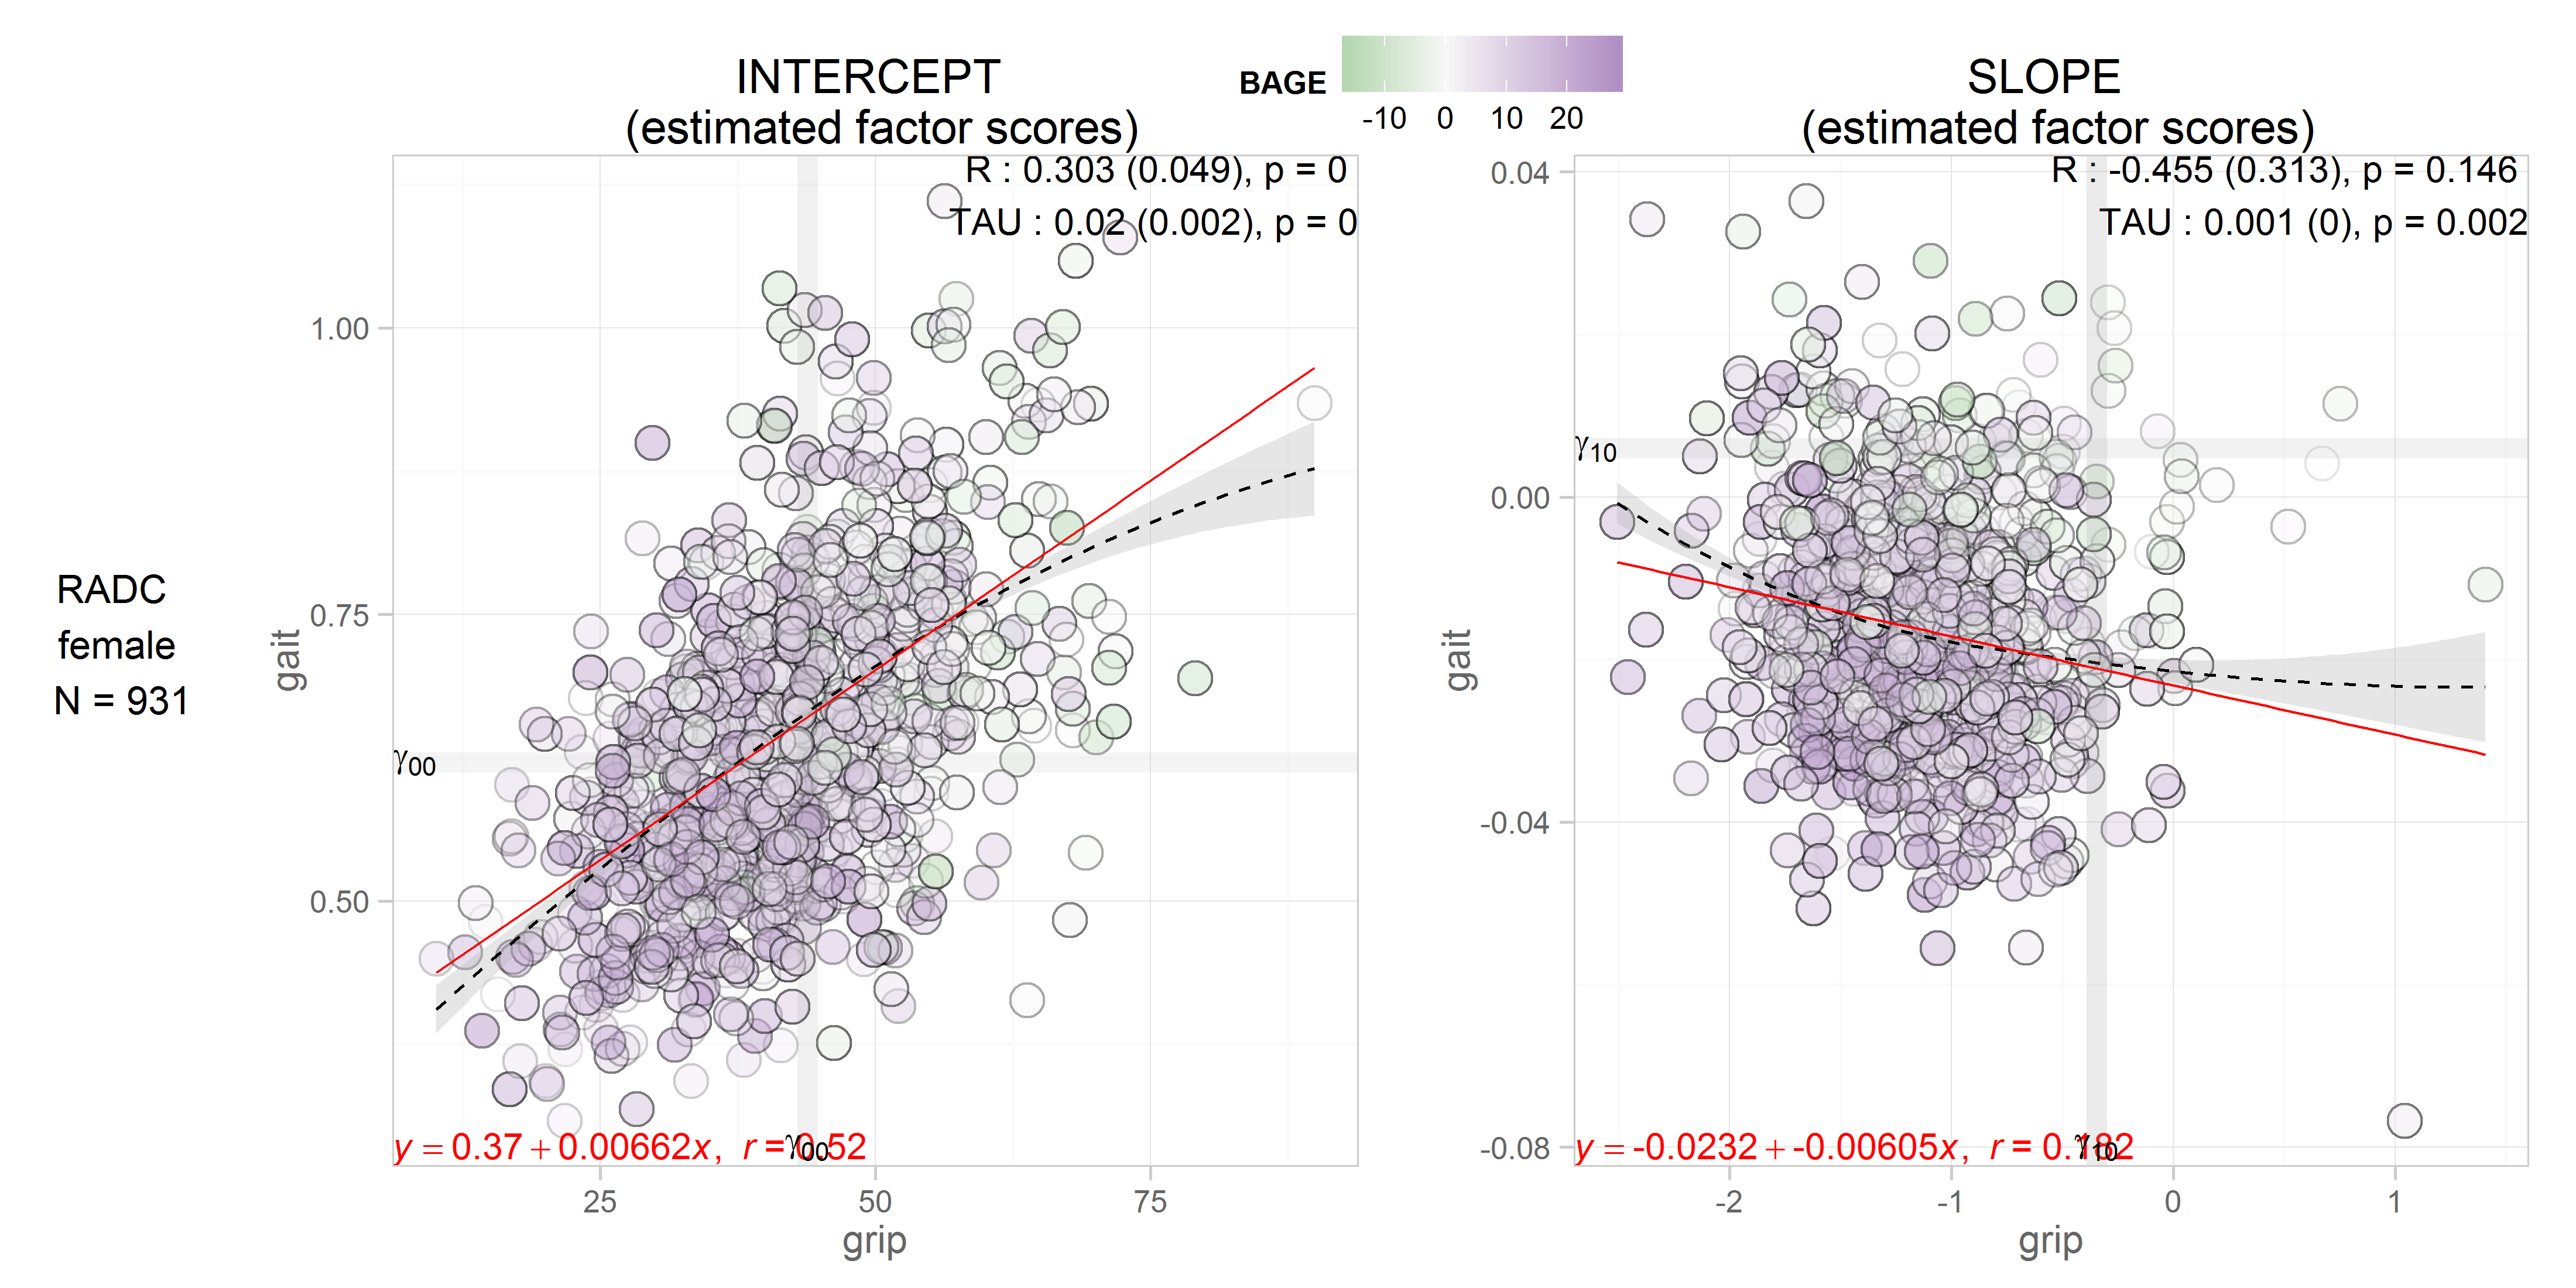 BAGE
-10 0 10 20
INTERCEPT
(estimated factor scores)
SLOPE
(estimated factor scores)
RADC
female
N = 931
R : 0.303 (0.049), p = 0
TAU : 0.02 (0.002), p = 0
1.00
0.75
0.50
gait
γ00
γ00
y = 0.37 + 0.00662x, r = 0.52
25 50 75
grip
R : -0.455 (0.313), p = 0.146
TAU : 0.001 (0), p = 0.002
0.04
0.00
-0.04
-0.08
gait
γ10
γ10
y = -0.0232 + -0.00605x, r = 0.182
-2 -1 0 1
grip